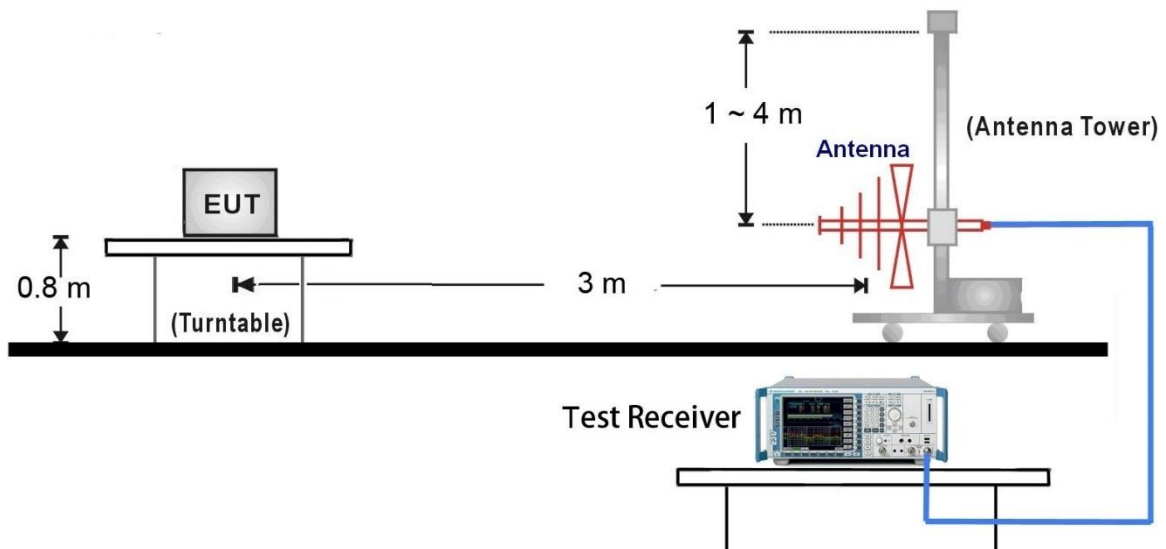 1 ~ 4 m
(Antenna Tower)
Antenna
EUT
0.8 m
3 m
(Turntable)
Test Receiver